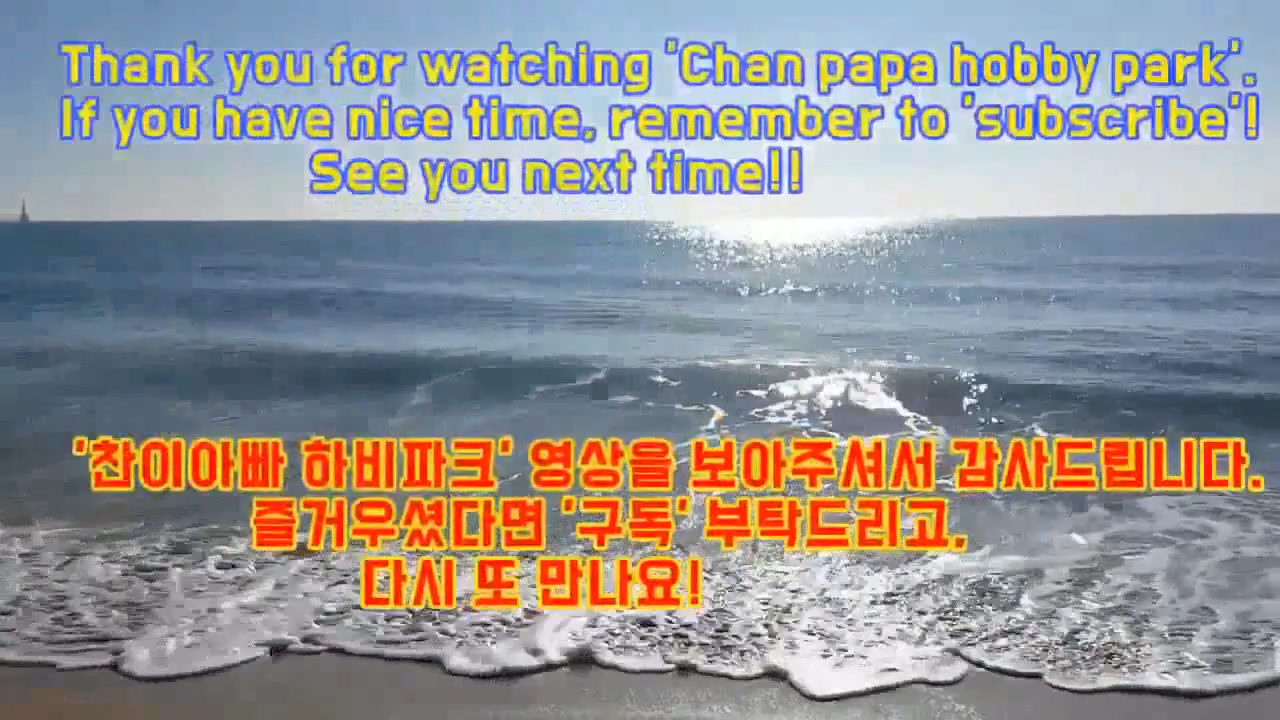 Thank you for watching 'Chan papa hobby park'.
If you have nice time, remember to 'subscribe'!
See you next time!!
'찬이아빠 하비파크' 영상을 보아주셔서 감사드립니다.
즐거우셨다면 '구독' 부탁드리고,
다시 또 만나요!